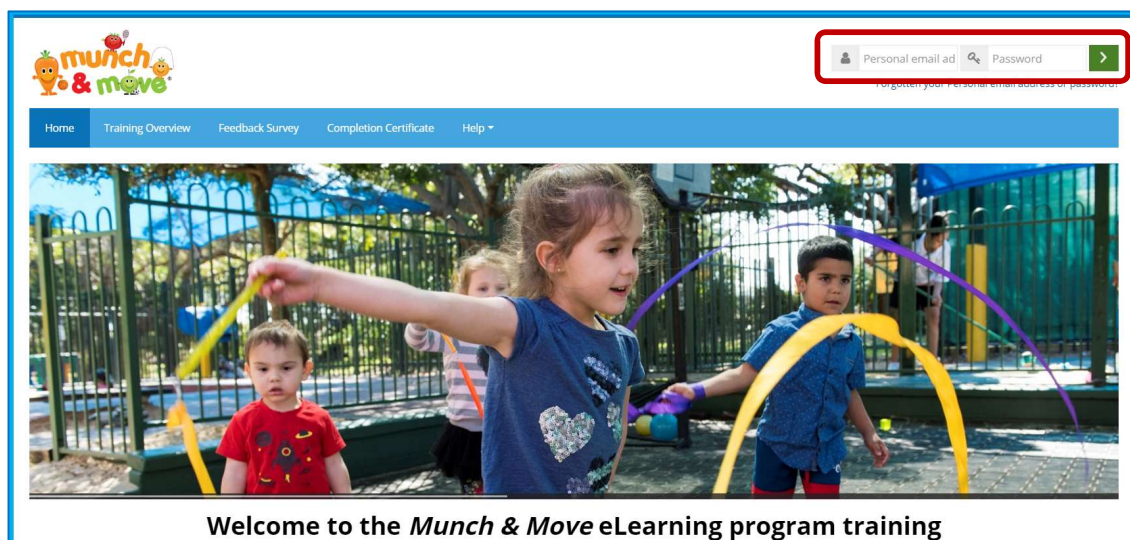 munch
& move
Personal email ad Password
Forgotten your Personal email address or password?
Home Training Overview Feedback Survey Completion Certificate Help
Welcome to the Munch & Move eLearning program training